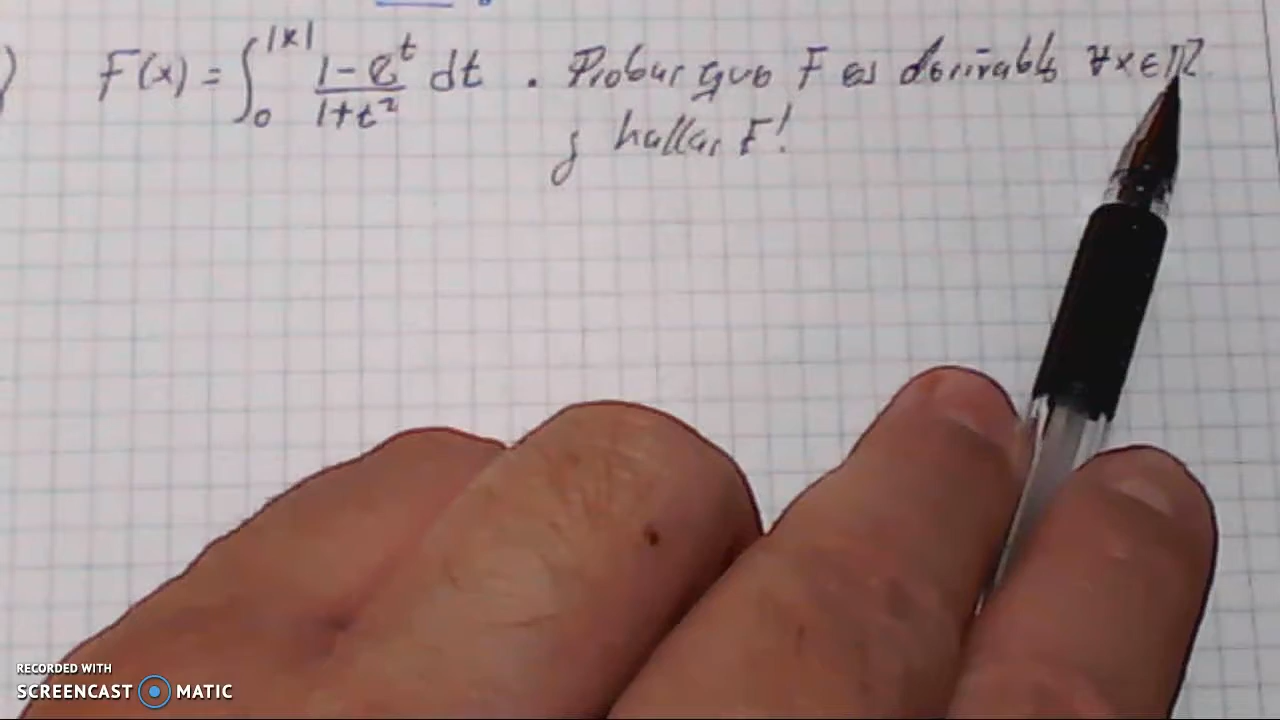 ) F(x) = ∫₀^|x| (1-e^t)/(1+t²) dt . Probar que F es derivable ∀x∈ℝ
y hallar F'
RECORDED WITH
SCREENCAST MATIC